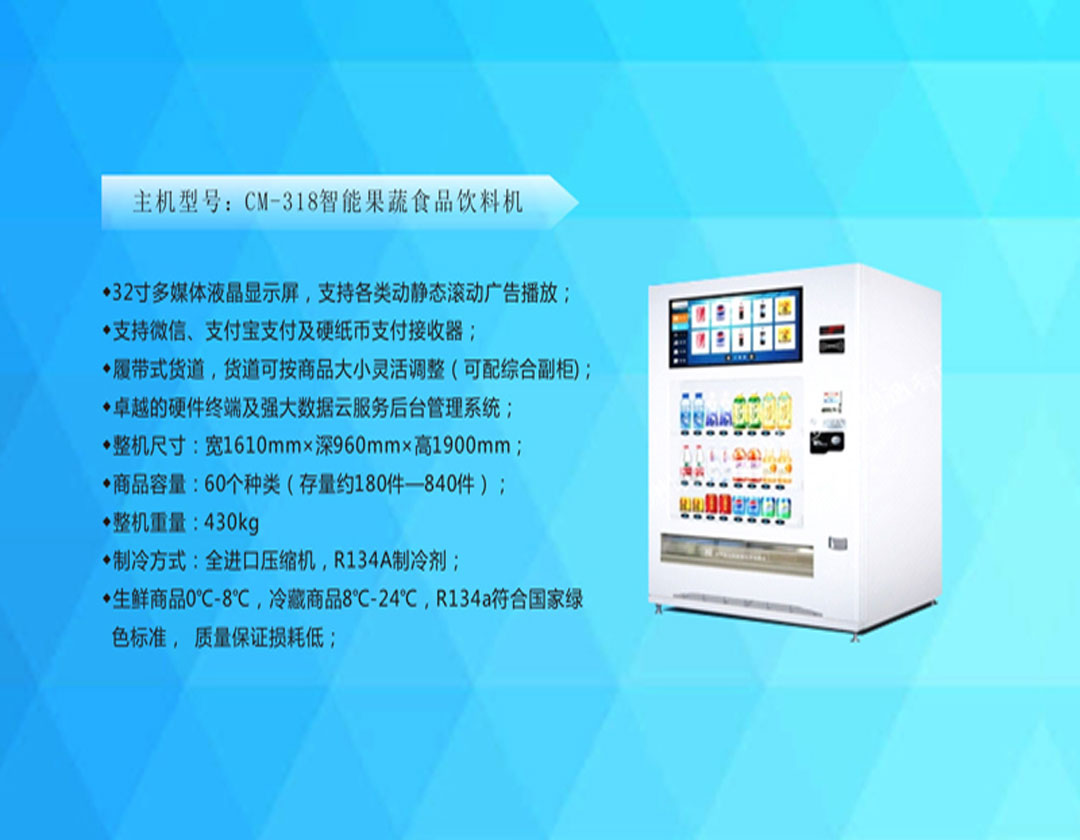 主机型号：CM-318智能果蔬食品饮料机
◆32寸多媒体液晶显示屏，支持各类动静态滚动广告播放；
◆支持微信、支付宝支付及硬纸币支付接收器；
◆履带式货道，货道可按商品大小灵活调整（可配综合副柜)；
◆卓越的硬件终端及强大数据云服务后台管理系统；
◆整机尺寸：宽1610mm×深960mm×高1900mm；
◆商品容量：60个种类（存量约180件—840件）；
◆整机重量：430kg
◆制冷方式：全进口压缩机，R134A制冷剂；
◆生鲜商品0℃-8℃，冷藏商品8℃-24℃，R134a符合国家绿
色标准， 质量保证损耗低；